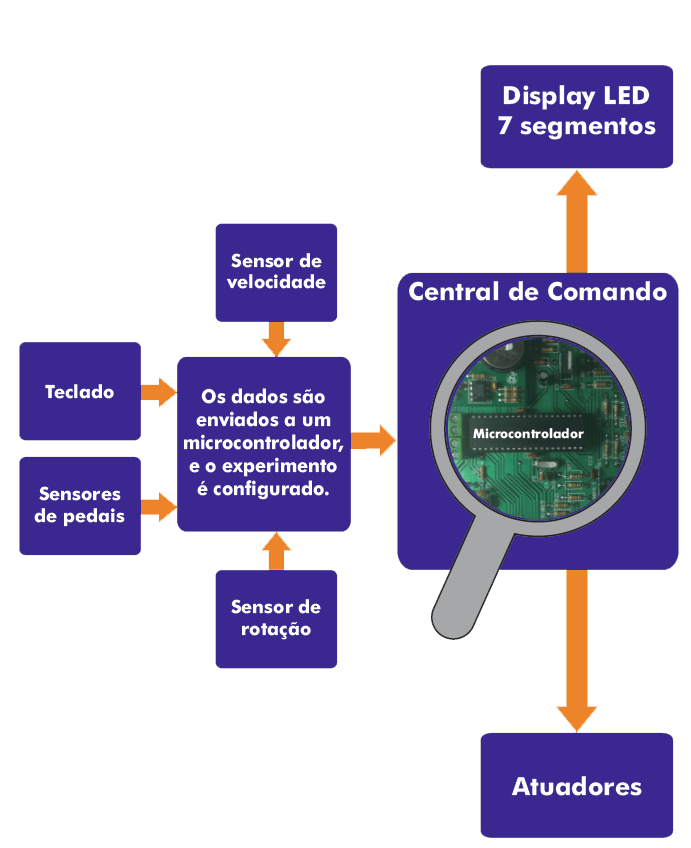 Display LED
7 segmentos
Sensor de
velocidade
Central de Comando
Teclado
Os dados são
enviados a um
microcontrolador,
e o experimento
é configurado.
Microcontrolador
Sensores
de pedais
Sensor de
rotação
Atuadores